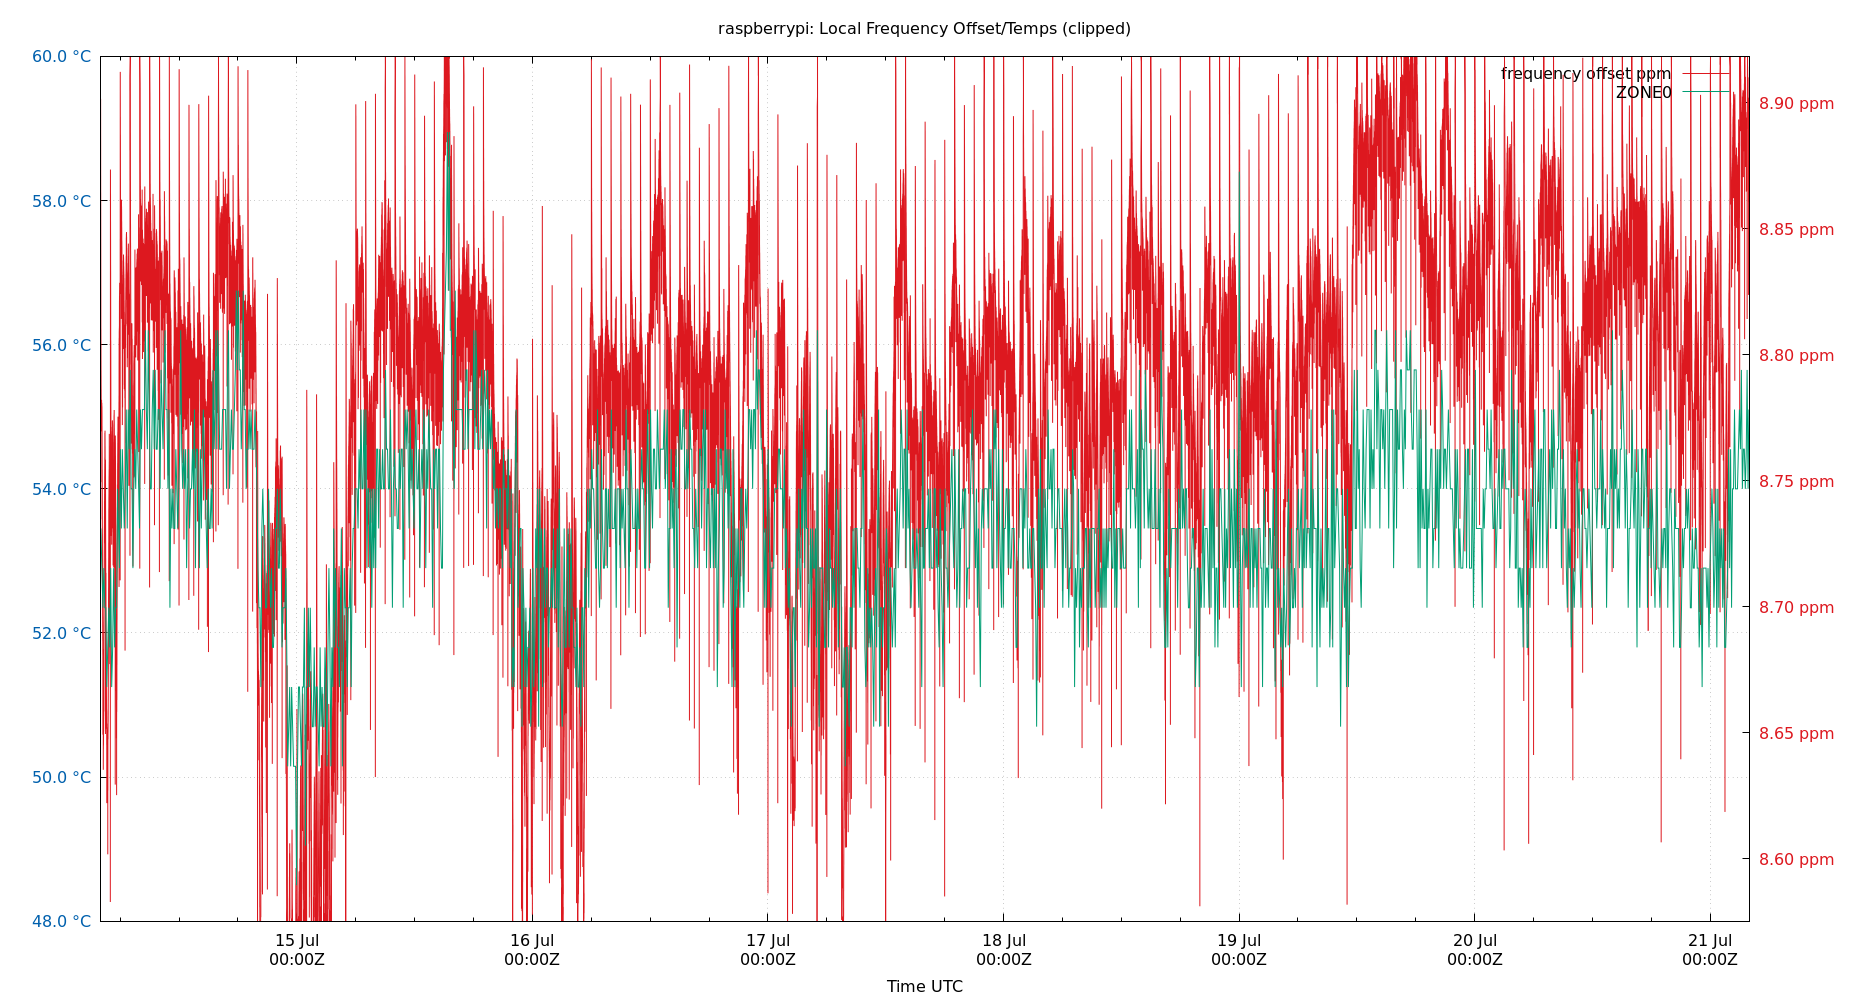 raspberrypi: Local Frequency Offset/Temps (clipped)
60.0 °C
58.0 °C
56.0 °C
54.0 °C
52.0 °C
50.0 °C
48.0 °C
frequency offset ppm
ZONE0
8.90 ppm
8.85 ppm
8.80 ppm
8.75 ppm
8.70 ppm
8.65 ppm
8.60 ppm
15 Jul
00:00Z
16 Jul
00:00Z
17 Jul
00:00Z
18 Jul
00:00Z
19 Jul
00:00Z
20 Jul
00:00Z
21 Jul
00:00Z
Time UTC